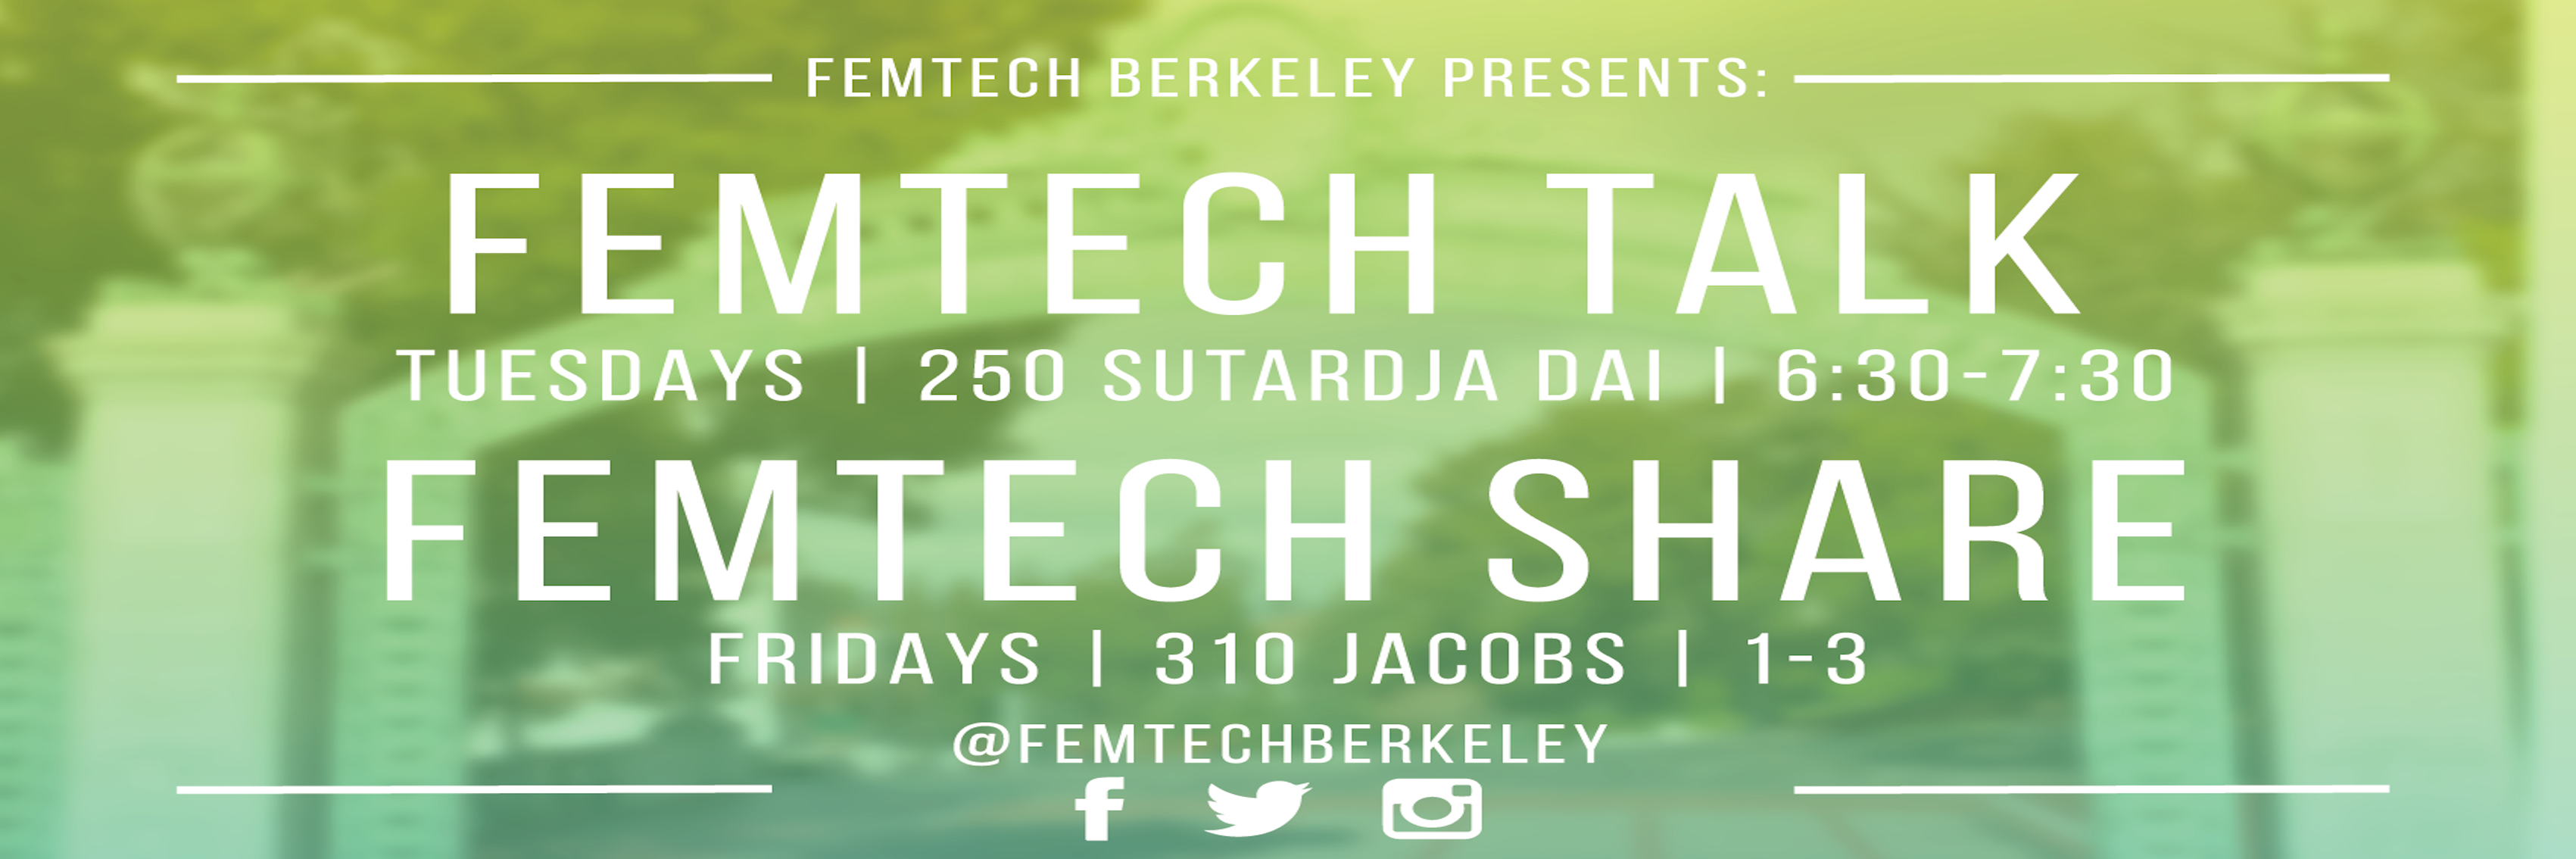 FEMTECH BERKELEY PRESENTS:
FEMTECH TALK
TUESDAYS | 250 SUTARDJA DAI | 6:30-7:30
FEMTECH SHARE
FRIDAYS | 310 JACOBS | 1-3
@FEMTECHBERKELEY